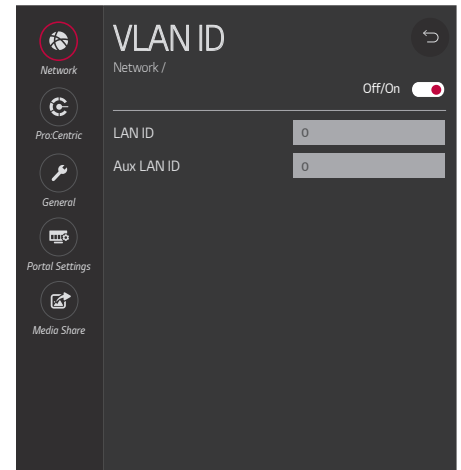 VLAN ID
Network /
Off/On
LAN ID
0
Aux LAN ID
0
Network
Pro:Centric
General
Portal Settings
Media Share